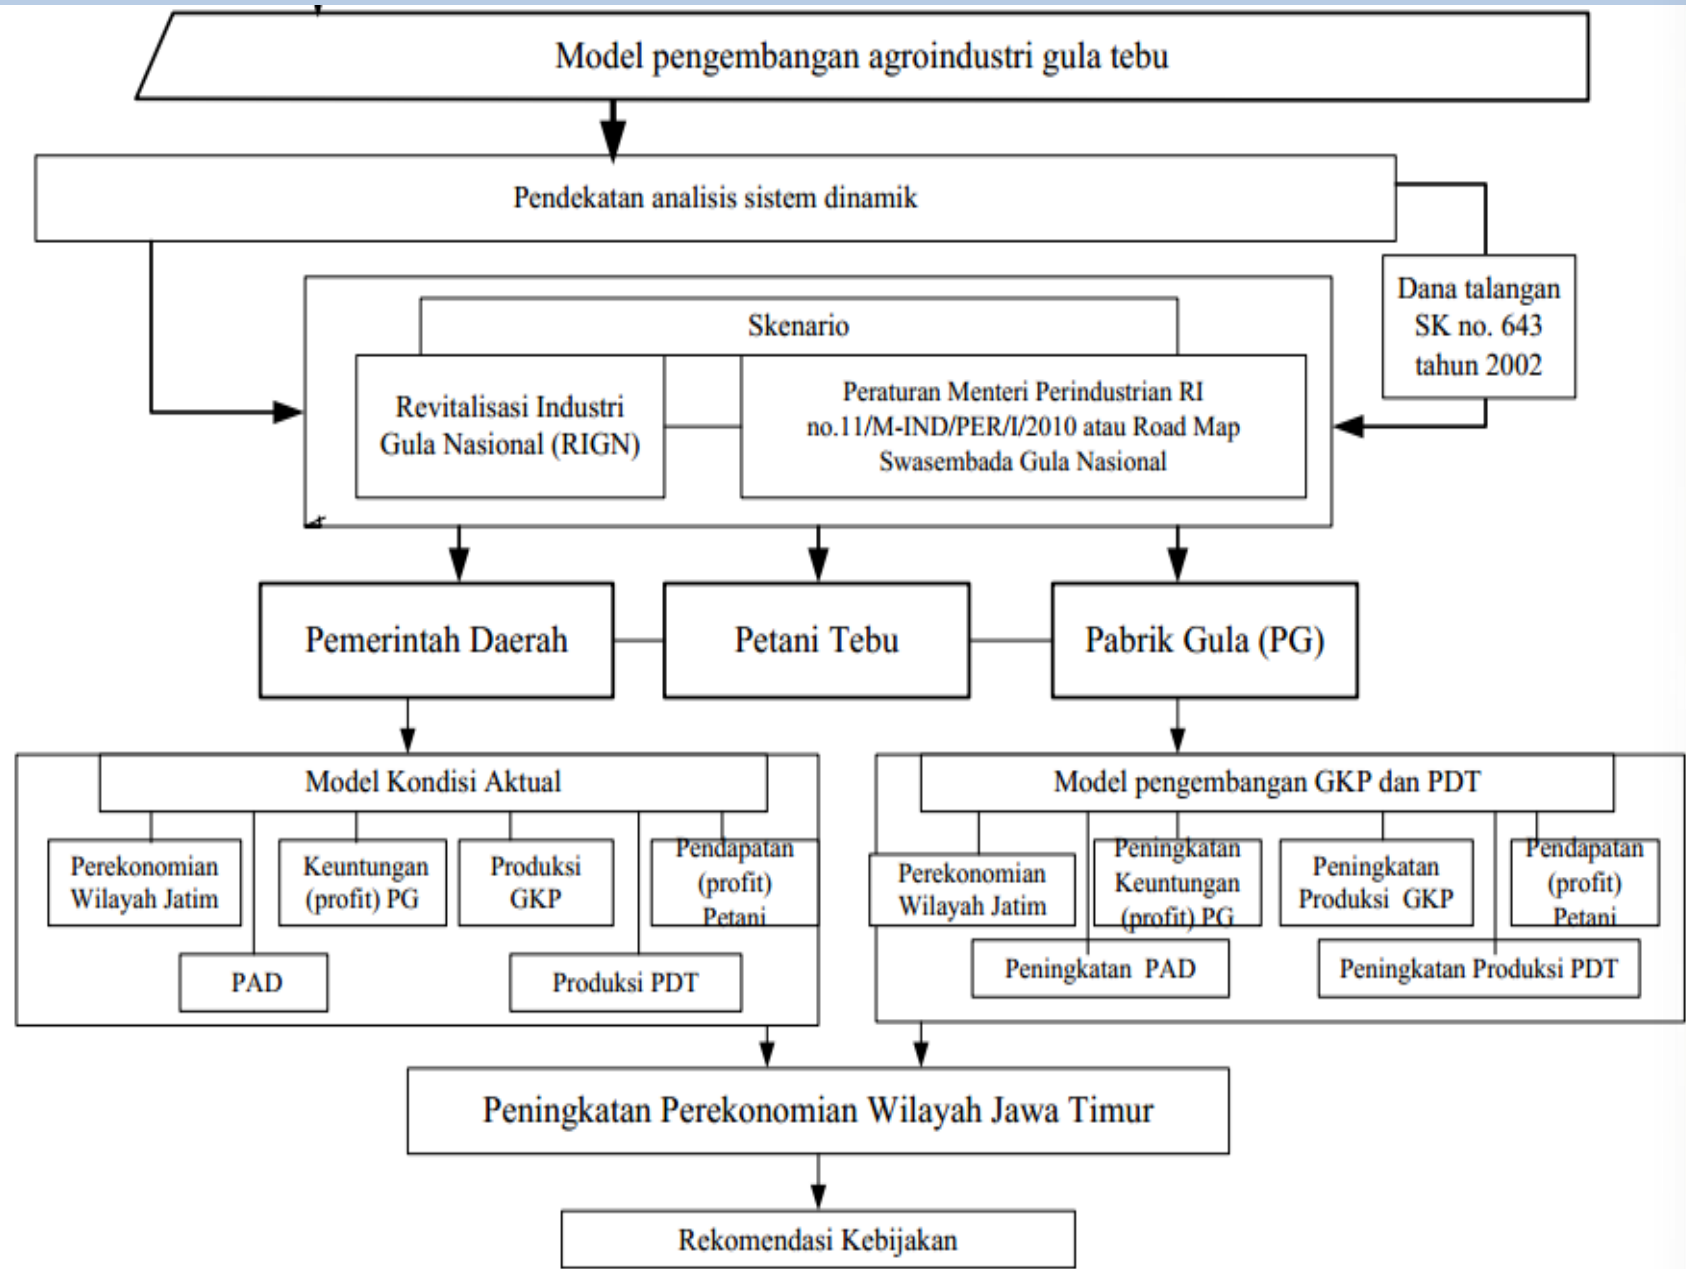 Model pengembangan agroindustri gula tebu
Pendekatan analisis sistem dinamik
Dana talangan
SK no. 643
tahun 2002
Skenario
Revitalisasi Industri
Gula Nasional (RIGN)
Peraturan Menteri Perindustrian RI
no.11/M-IND/PER/I/2010 atau Road Map
Swasembada Gula Nasional
Pemerintah Daerah
Petani Tebu
Pabrik Gula (PG)
Model Kondisi Aktual
Perekonomian
Wilayah Jatim
Keuntungan
(profit) PG
Produksi
GKP
Pendapatan
(profit)
Petani
PAD
Produksi PDT
Model pengembangan GKP dan PDT
Perekonomian
Wilayah Jatim
Peningkatan
Keuntungan
(profit) PG
Peningkatan
Produksi GKP
Pendapatan
(profit)
Petani
Peningkatan PAD
Peningkatan Produksi PDT
Peningkatan Perekonomian Wilayah Jawa Timur
Rekomendasi Kebijakan